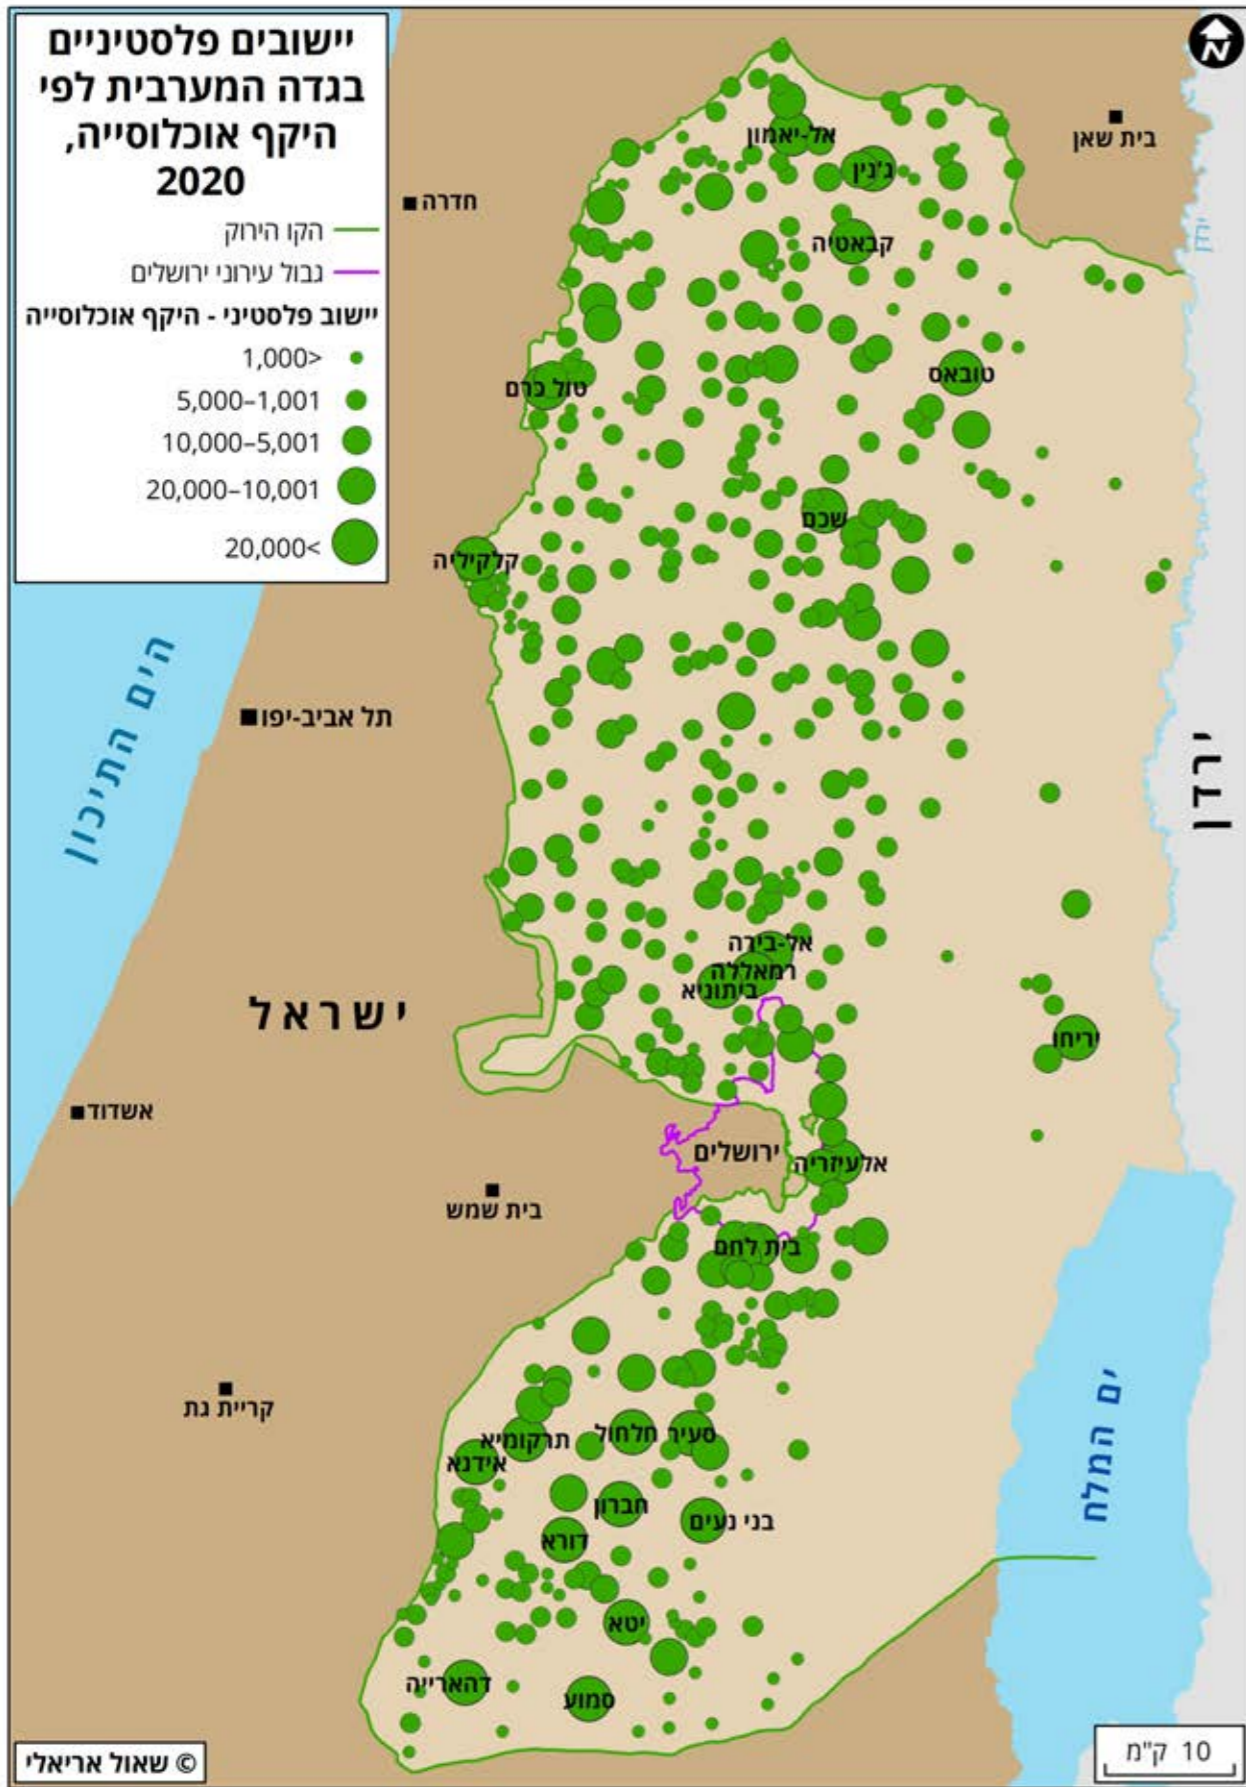 יישובים פלסטיניים
בגדה המערבית לפי
היקף אוכלוסייה,
2020
הקו הירוק
גבול עירוני ירושלים
יישוב פלסטיני - היקף אוכלוסייה
1,000>
5,000–1,001
10,000–5,001
20,000–10,001
20,000<
N
בית שאן
חדרה
אל-יאמון
ג'נין
קבאטיה
ירדן
טובאס
טול כרם
שכם
קלקיליה
הים התיכון
תל אביב-יפו
ירדן
אל-בירה
רמאללה
ביתוניא
ישראל
יריחו
אשדוד
ירושלים
אלעיזריה
בית שמש
בית לחם
קריית גת
ים המלח
תרקומיא
חלחול
סעיר
אידנא
חברון
בני נעים
דורא
יטא
דהארייה
סמוע
© שאול אריאלי
10 ק"מ